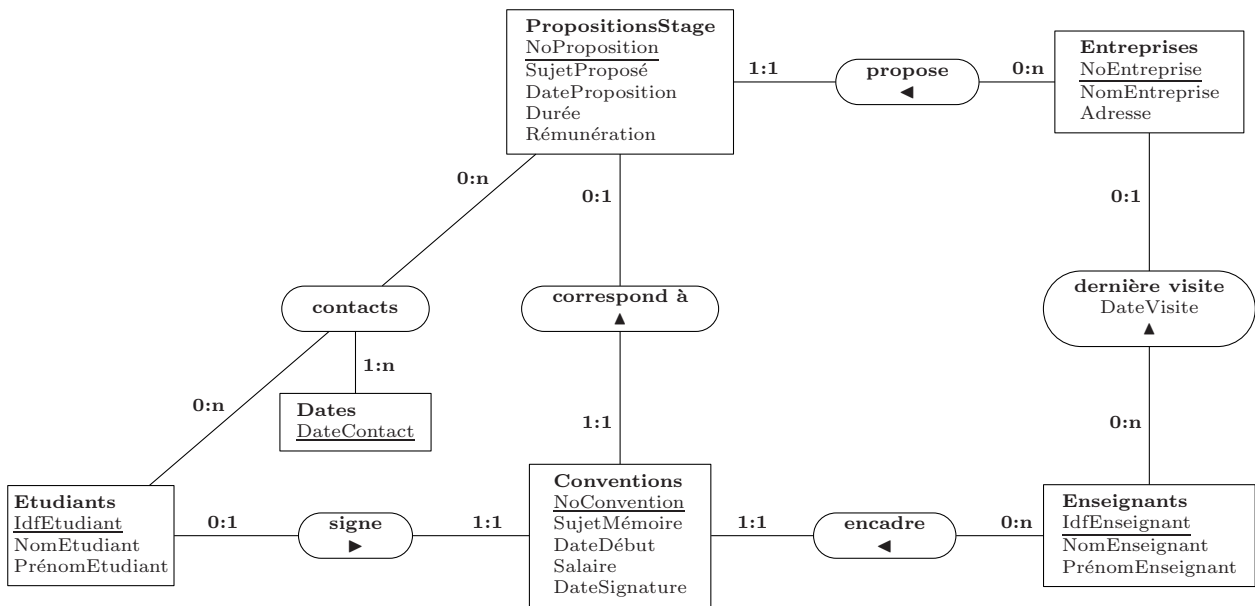 PropositionsStage
NoProposition
SujetProposé
DateProposition
Durée
Rémunération
1:1
propose
0:n
Entreprises
NoEntreprise
NomEntreprise
Adresse
0:n
0:1
0:1
contacts
correspond à
dernière visite
DateVisite
1:n
0:n
Dates
DateContact
1:1
0:n
Etudiants
IdfEtudiant
NomEtudiant
PrénomEtudiant
0:1
signe
1:1
Conventions
NoConvention
SujetMémoire
DateDébut
Salaire
DateSignature
1:1
encadre
0:n
Enseignants
IdfEnseignant
NomEnseignant
PrénomEnseignant